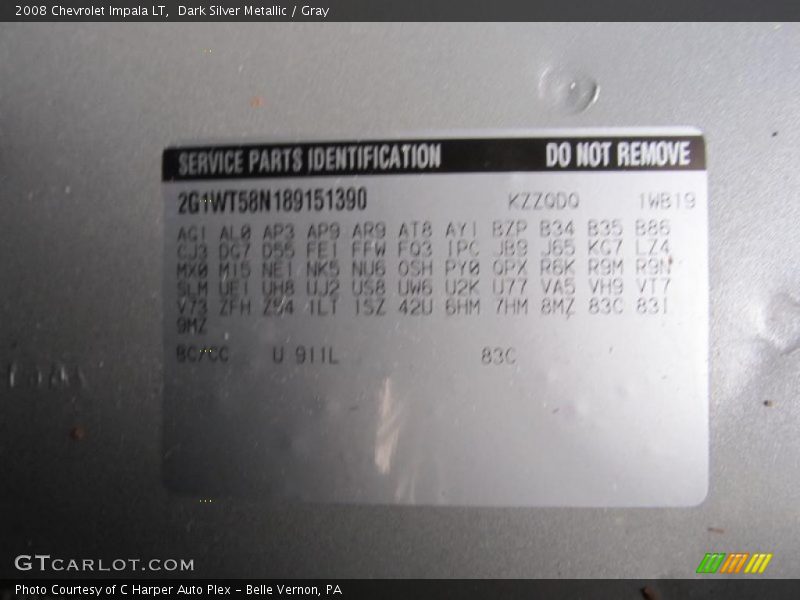 2008 Chevrolet Impala LT,  Dark Silver Metallic / Gray
SERVICE PARTS IDENTIFICATION DO NOT REMOVE
2G1WT58N189151390 KZZQDQ 1WB19
AG1 AL0 AP3 AP9 AR9 AT8 AY1 BZP B34 B35 B86
CJ3 DG7 D55 FE1 FFW FQ3 IPC JB9 J65 KG7 LZ4
MX0 M15 NE1 NK5 NU6 OSH PY0 QPX R6K R9M R9N
SLM UE1 UH8 UJ2 US8 UW6 U2K U77 VA5 VH9 VT7
V73 ZFH Z54 1LT 1SZ 42U 6HM 7HM 8MZ 83C 83I
9MZ
BC/CC U 911L 83C
GTCARLOT.COM
Photo Courtesy of C Harper Auto Plex - Belle Vernon, PA